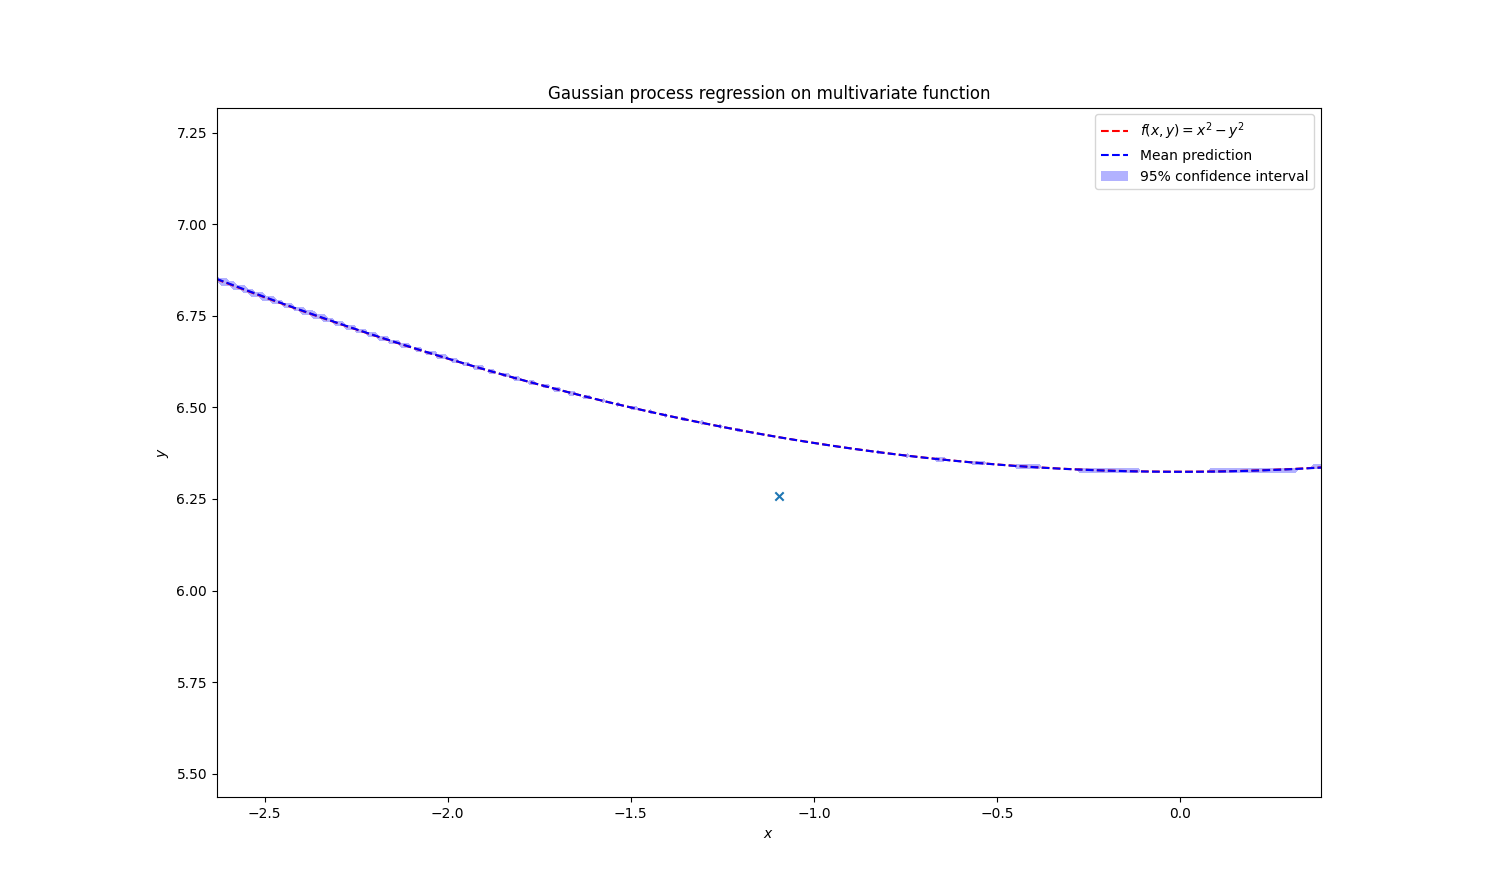 Gaussian process regression on multivariate function
f(x, y) = x² − y²
Mean prediction
95% confidence interval
7.25
7.00
6.75
6.50
6.25
6.00
5.75
5.50
y
−2.5
−2.0
−1.5
−1.0
−0.5
0.0
x